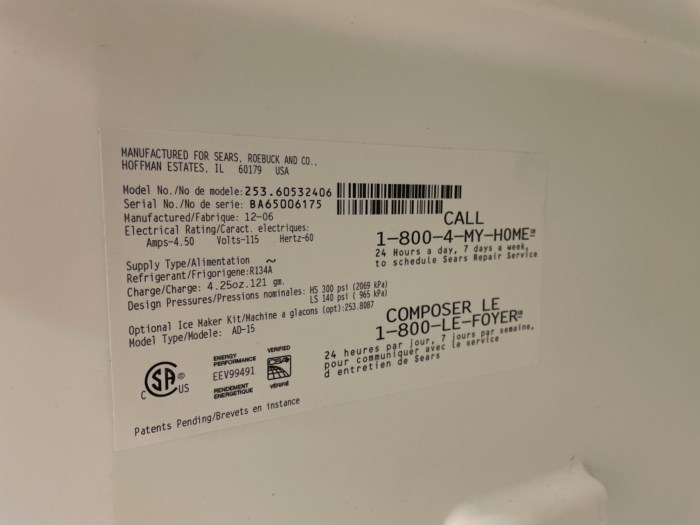 MANUFACTURED FOR SEARS, ROEBUCK AND CO.,
HOFFMAN ESTATES, IL 60179 USA
Model No./No de modele: 253.60532406
Serial No./No de serie: BA65006175
Manufactured/Fabrique: 12-06
Electrical Rating/Caract. electriques:
Amps-4.50 Volts-115 Hertz-60
CALL
1-800-4-MY-HOME
24 Hours a day, 7 days a week,
to schedule Sears Repair Service
Supply Type/Alimentation ~
Refrigerant/Frigorigene:R134A
Charge/Charge: 4.25oz.121 gm.
Design Pressures/Pressions nominales: HS 300 psi (2069 kPa)
LS 140 psi ( 965 kPa)
Optional Ice Maker Kit/Machine a glacons (opt):253.8087
Model Type/Modele: AD-15
COMPOSER LE
1-800-LE-FOYER
24 heures par jour, 7 jours par semaine,
pour communiquer avec le service
d entretien de Sears
C SA ® US
ENERGY PERFORMANCE
EEV99491
RENDEMENT ENERGETIQUE
VERIFIED
VÉRIFIÉ
Patents Pending/Brevets en instance